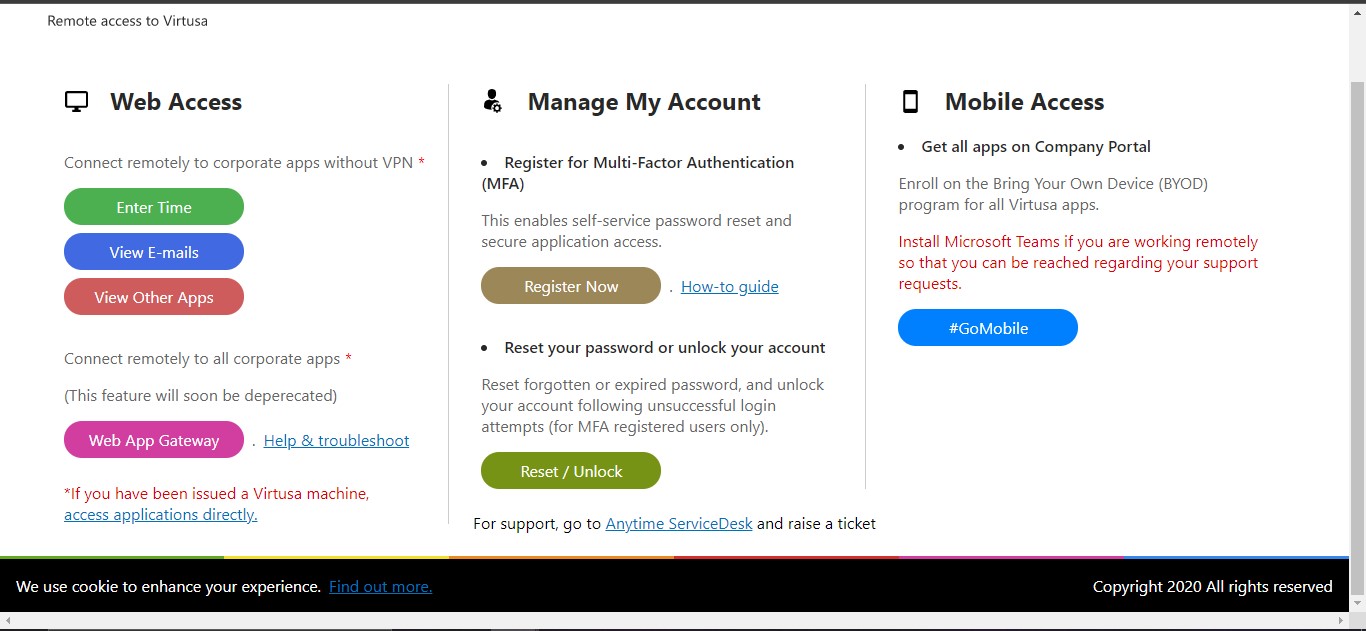 Remote access to Virtusa
Web Access
Connect remotely to corporate apps without VPN *
Enter Time
View E-mails
View Other Apps
Connect remotely to all corporate apps *
(This feature will soon be deperecated)
Web App Gateway . Help & troubleshoot
*If you have been issued a Virtusa machine,
access applications directly.
Manage My Account
• Register for Multi-Factor Authentication
(MFA)
This enables self-service password reset and
secure application access.
Register Now . How-to guide
• Reset your password or unlock your account
Reset forgotten or expired password, and unlock
your account following unsuccessful login
attempts (for MFA registered users only).
Reset / Unlock
For support, go to Anytime ServiceDesk and raise a ticket
Mobile Access
• Get all apps on Company Portal
Enroll on the Bring Your Own Device (BYOD)
program for all Virtusa apps.
Install Microsoft Teams if you are working remotely
so that you can be reached regarding your support
requests.
#GoMobile
We use cookie to enhance your experience. Find out more.
Copyright 2020 All rights reserved